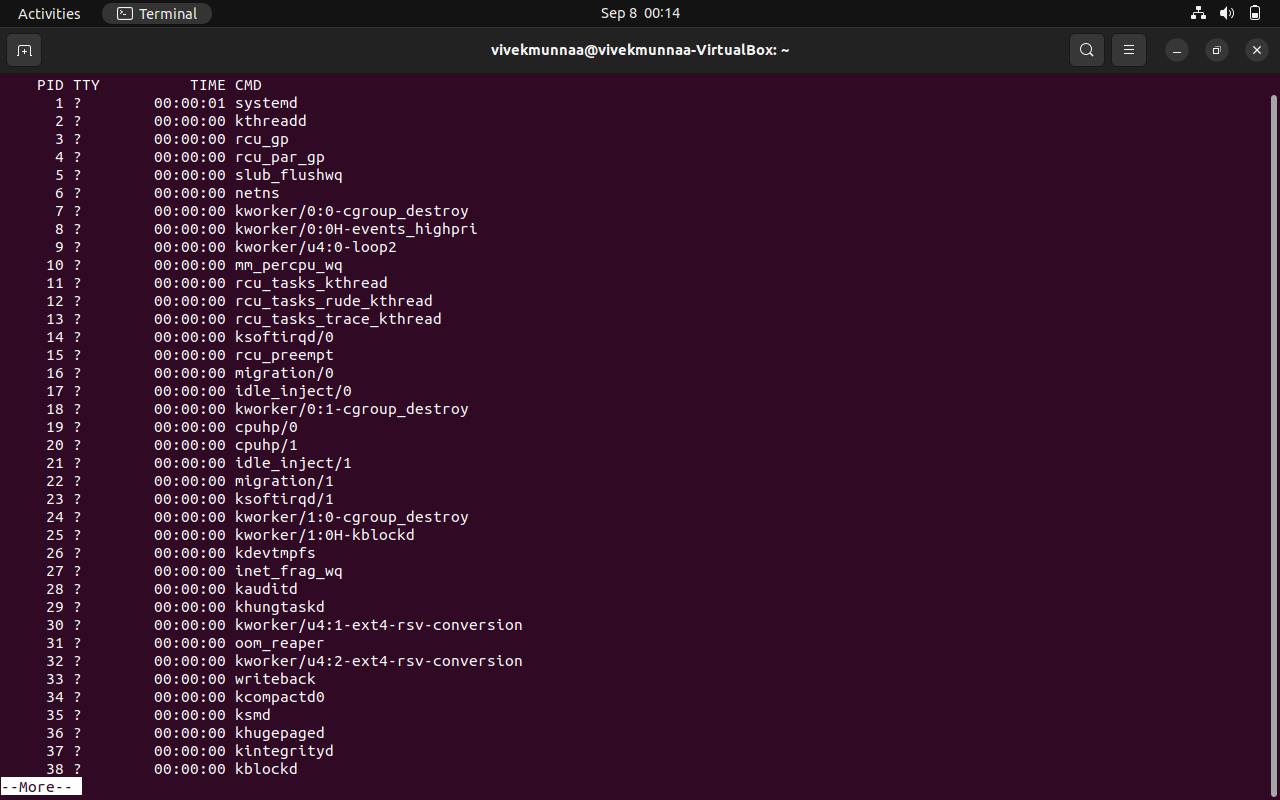 Activities Terminal Sep 8 00:14
vivekmunnaa@vivekmunnaa-VirtualBox: ~
PID TTY TIME CMD
1 ? 00:00:01 systemd
2 ? 00:00:00 kthreadd
3 ? 00:00:00 rcu_gp
4 ? 00:00:00 rcu_par_gp
5 ? 00:00:00 slub_flushwq
6 ? 00:00:00 netns
7 ? 00:00:00 kworker/0:0-cgroup_destroy
8 ? 00:00:00 kworker/0:0H-events_highpri
9 ? 00:00:00 kworker/u4:0-loop2
10 ? 00:00:00 mm_percpu_wq
11 ? 00:00:00 rcu_tasks_kthread
12 ? 00:00:00 rcu_tasks_rude_kthread
13 ? 00:00:00 rcu_tasks_trace_kthread
14 ? 00:00:00 ksoftirqd/0
15 ? 00:00:00 rcu_preempt
16 ? 00:00:00 migration/0
17 ? 00:00:00 idle_inject/0
18 ? 00:00:00 kworker/0:1-cgroup_destroy
19 ? 00:00:00 cpuhp/0
20 ? 00:00:00 cpuhp/1
21 ? 00:00:00 idle_inject/1
22 ? 00:00:00 migration/1
23 ? 00:00:00 ksoftirqd/1
24 ? 00:00:00 kworker/1:0-cgroup_destroy
25 ? 00:00:00 kworker/1:0H-kblockd
26 ? 00:00:00 kdevtmpfs
27 ? 00:00:00 inet_frag_wq
28 ? 00:00:00 kauditd
29 ? 00:00:00 khungtaskd
30 ? 00:00:00 kworker/u4:1-ext4-rsv-conversion
31 ? 00:00:00 oom_reaper
32 ? 00:00:00 kworker/u4:2-ext4-rsv-conversion
33 ? 00:00:00 writeback
34 ? 00:00:00 kcompactd0
35 ? 00:00:00 ksmd
36 ? 00:00:00 khugepaged
37 ? 00:00:00 kintegrityd
38 ? 00:00:00 kblockd
--More--